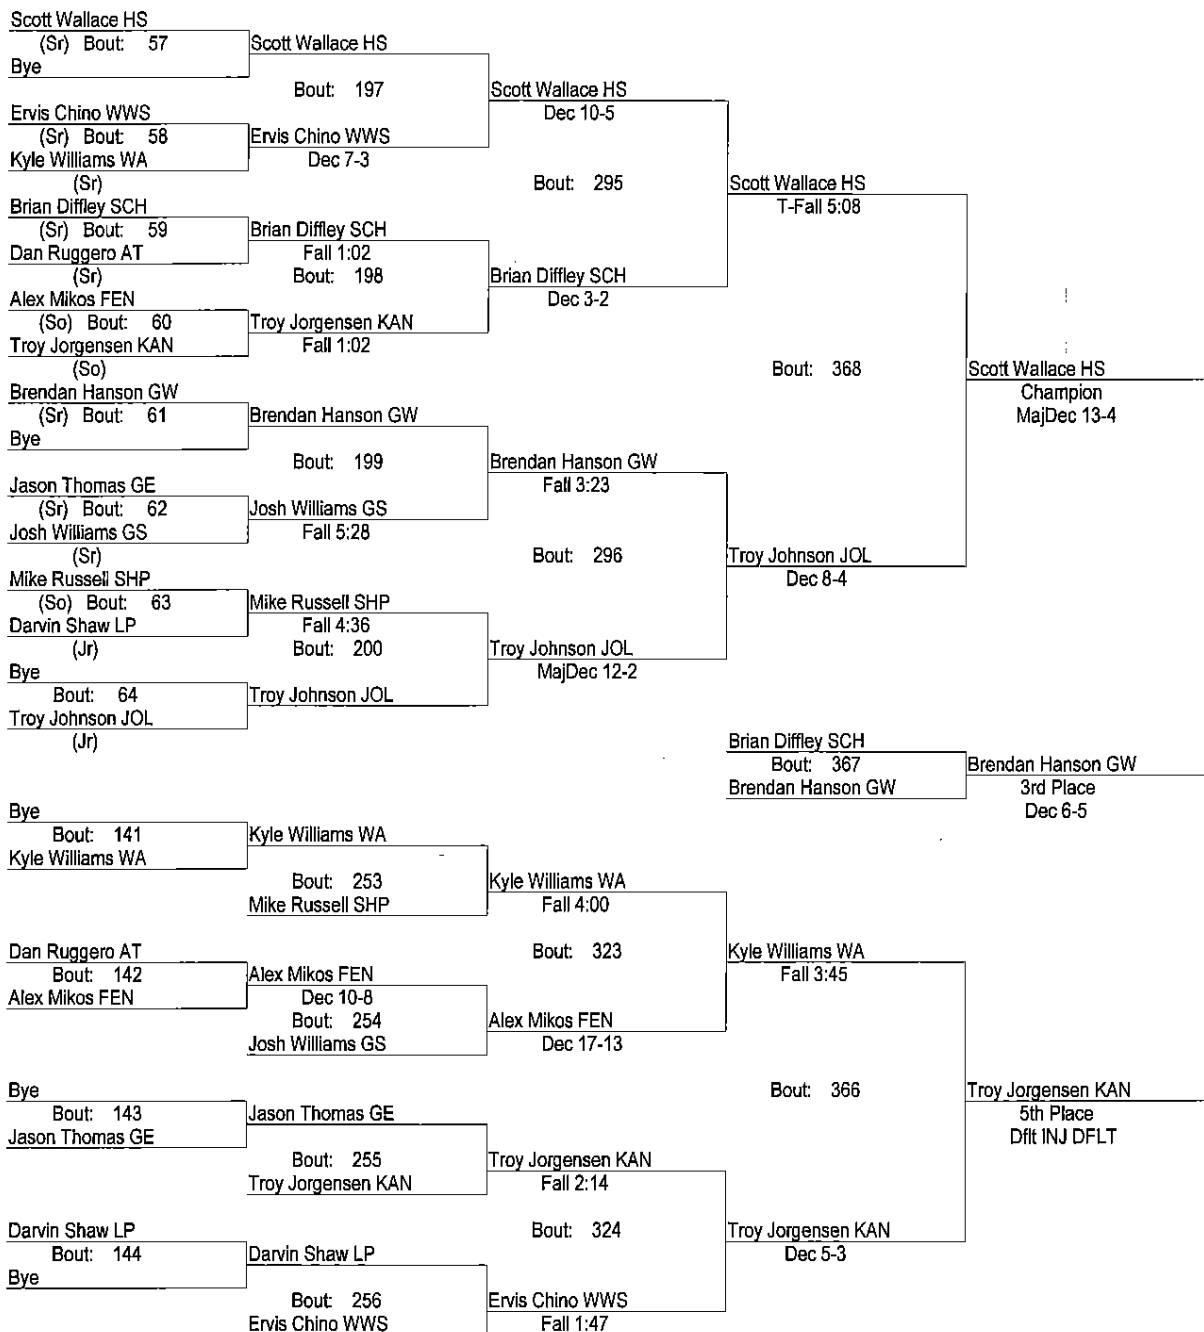 Scott Wallace HS
(Sr) Bout: 57
Bye
Scott Wallace HS
Bout: 197
Scott Wallace HS
Dec 10-5
Ervis Chino WWS
(Sr) Bout: 58
Kyle Williams WA
(Sr)
Ervis Chino WWS
Dec 7-3
Bout: 295
Scott Wallace HS
T-Fall 5:08
Brian Diffley SCH
(Sr) Bout: 59
Dan Ruggero AT
(Sr)
Brian Diffley SCH
Fall 1:02
Bout: 198
Brian Diffley SCH
Dec 3-2
Alex Mikos FEN
(So) Bout: 60
Troy Jorgensen KAN
(So)
Troy Jorgensen KAN
Fall 1:02
Bout: 368
Scott Wallace HS
Champion
MajDec 13-4
Brendan Hanson GW
(Sr) Bout: 61
Bye
Brendan Hanson GW
Bout: 199
Brendan Hanson GW
Fall 3:23
Jason Thomas GE
(Sr) Bout: 62
Josh Williams GS
(Sr)
Josh Williams GS
Fall 5:28
Bout: 296
Troy Johnson JOL
Dec 8-4
Mike Russell SHP
(So) Bout: 63
Darvin Shaw LP
(Jr)
Mike Russell SHP
Fall 4:36
Bout: 200
Troy Johnson JOL
MajDec 12-2
Bye
Bout: 64
Troy Johnson JOL
(Jr)
Troy Johnson JOL
Brian Diffley SCH
Bout: 367
Brendan Hanson GW
Brendan Hanson GW
3rd Place
Dec 6-5
Bye
Bout: 141
Kyle Williams WA
Kyle Williams WA
Bout: 253
Mike Russell SHP
Kyle Williams WA
Fall 4:00
Dan Ruggero AT
Bout: 142
Alex Mikos FEN
Alex Mikos FEN
Dec 10-8
Bout: 254
Josh Williams GS
Bout: 323
Alex Mikos FEN
Dec 17-13
Kyle Williams WA
Fall 3:45
Bye
Bout: 143
Jason Thomas GE
Jason Thomas GE
Bout: 255
Troy Jorgensen KAN
Troy Jorgensen KAN
Fall 2:14
Bout: 366
Troy Jorgensen KAN
5th Place
Dflt INJ DFLT
Darvin Shaw LP
Bout: 144
Bye
Darvin Shaw LP
Bout: 256
Ervis Chino WWS
Bout: 324
Ervis Chino WWS
Fall 1:47
Troy Jorgensen KAN
Dec 5-3